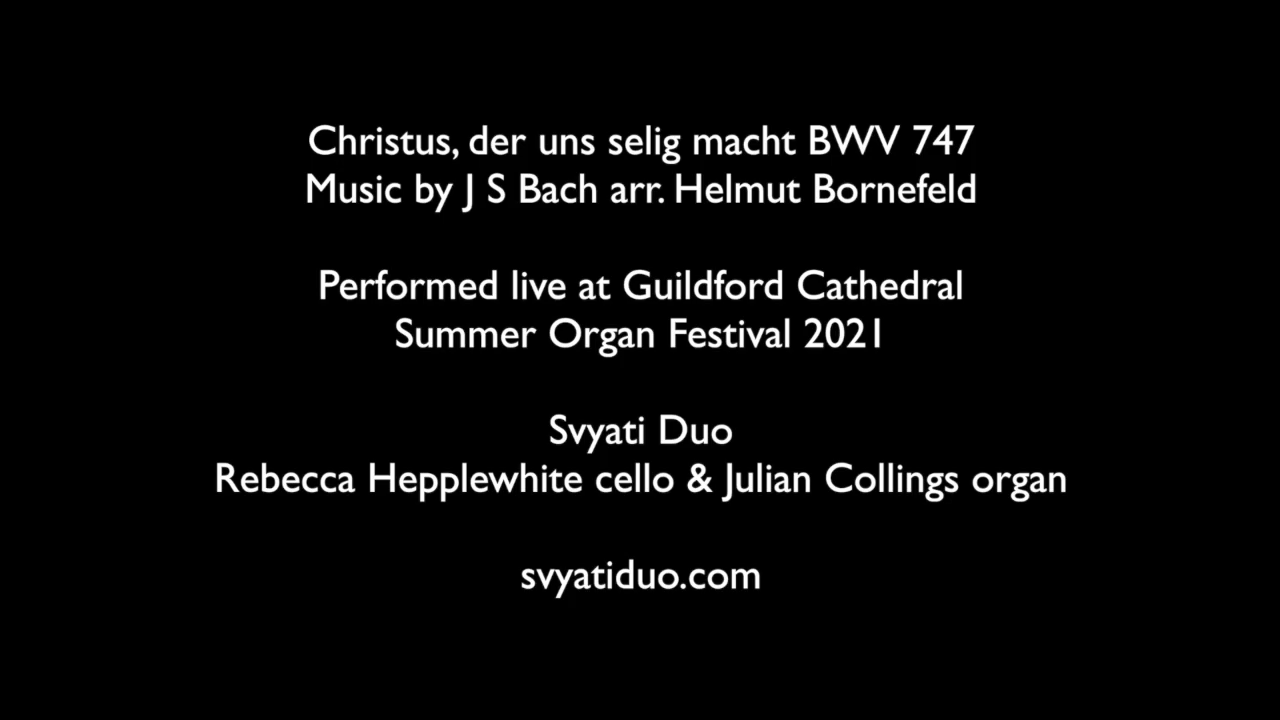 Christus, der uns selig macht BWV 747
Music by J S Bach arr. Helmut Bornefeld
Performed live at Guildford Cathedral
Summer Organ Festival 2021
Svyati Duo
Rebecca Hepplewhite cello & Julian Collings organ
svyatiduo.com